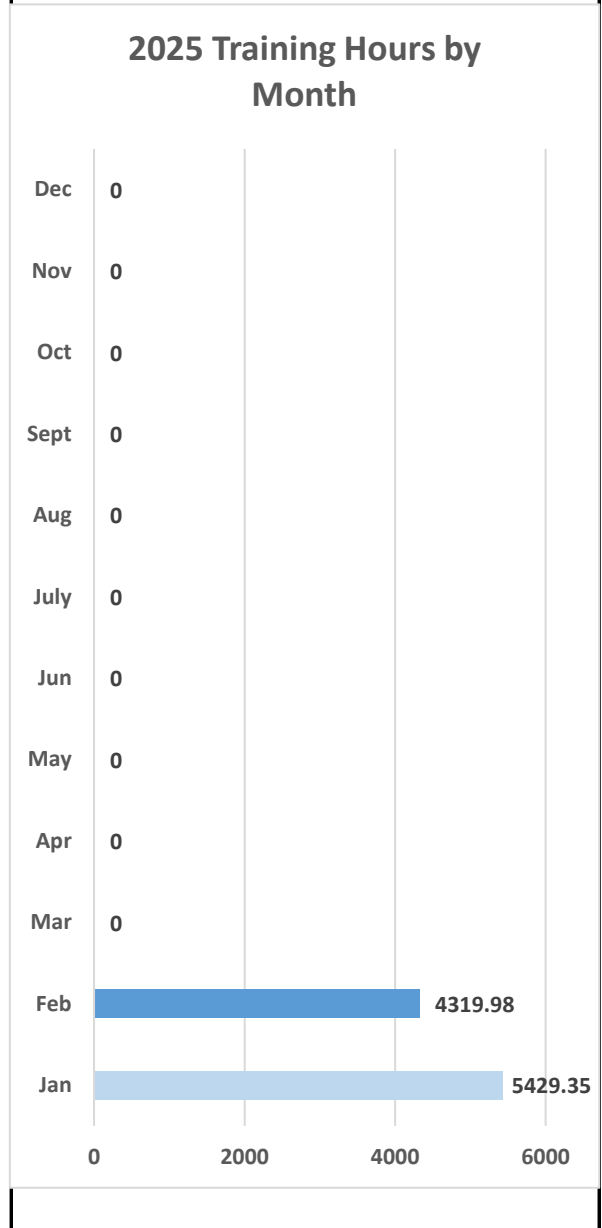 2025 Training Hours by
Month
Dec 0
Nov 0
Oct 0
Sept 0
Aug 0
July 0
Jun 0
May 0
Apr 0
Mar 0
Feb 4319.98
Jan 5429.35
0 2000 4000 6000